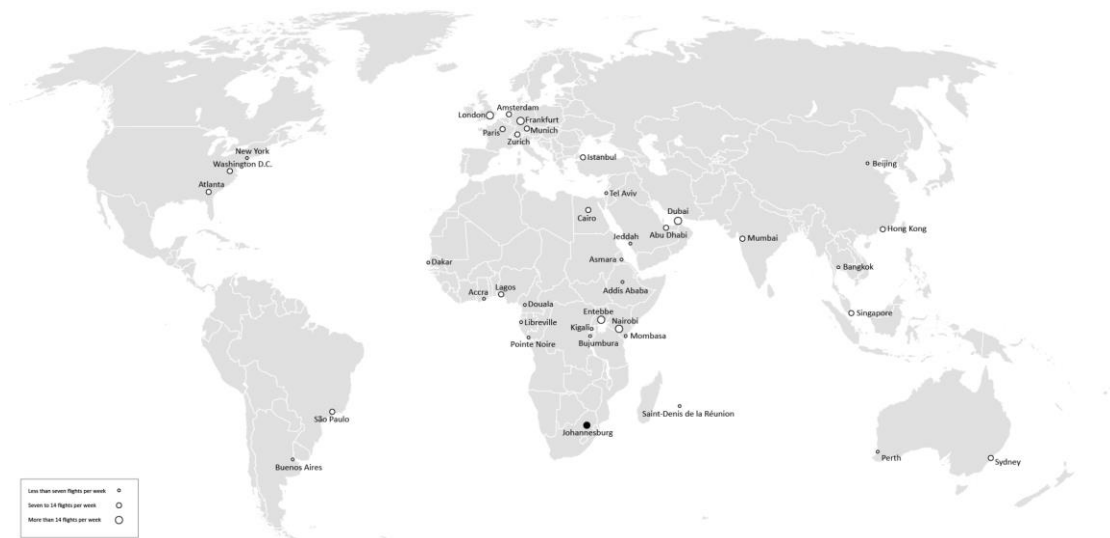 Amsterdam
London
Frankfurt
Paris
Munich
Zurich
New York
Istanbul
Washington D.C.
Beijing
Atlanta
Tel Aviv
Dubai
Cairo
Abu Dhabi
Hong Kong
Jeddah
Mumbai
Asmara
Dakar
Bangkok
Addis Ababa
Lagos
Accra
Douala
Entebbe
Singapore
Libreville
Kigali
Nairobi
Mombasa
Pointe Noire
Bujumbura
Saint-Denis de la Réunion
São Paulo
Johannesburg
Perth
Sydney
Buenos Aires
Less than seven flights per week
Seven to 14 flights per week
More than 14 flights per week